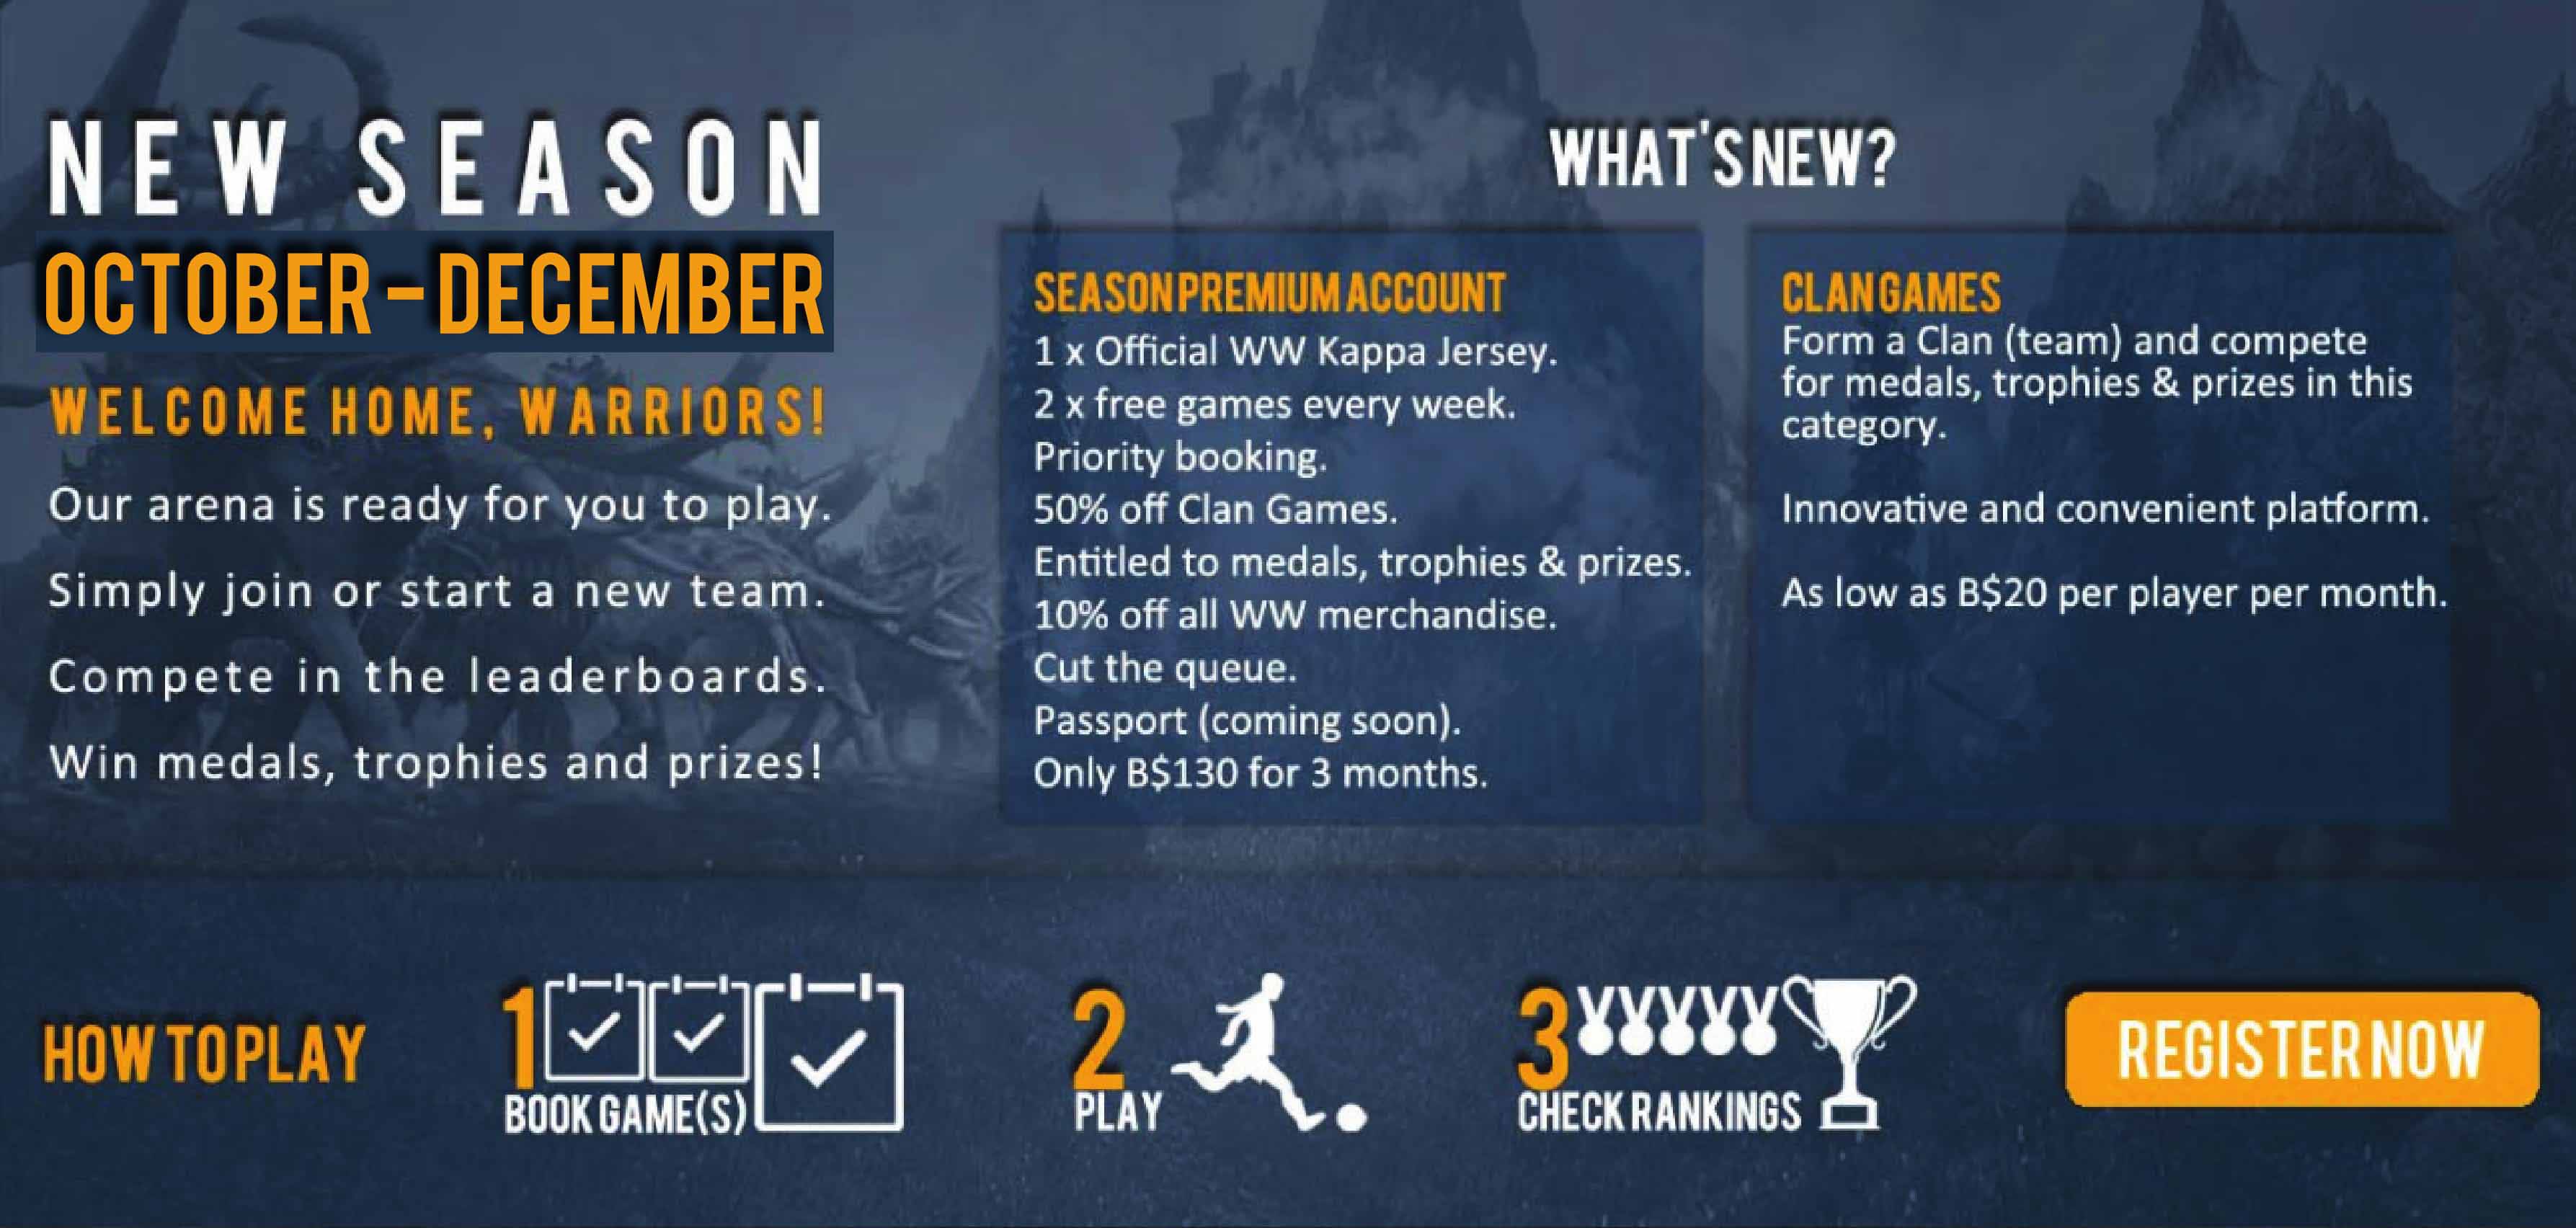 NEW SEASON
OCTOBER – DECEMBER
WELCOME HOME, WARRIORS!
Our arena is ready for you to play.
Simply join or start a new team.
Compete in the leaderboards.
Win medals, trophies and prizes!
WHAT'S NEW?
SEASON PREMIUM ACCOUNT
1 x Official WW Kappa Jersey.
2 x free games every week.
Priority booking.
50% off Clan Games.
Entitled to medals, trophies & prizes.
10% off all WW merchandise.
Cut the queue.
Passport (coming soon).
Only B$130 for 3 months.
CLAN GAMES
Form a Clan (team) and compete
for medals, trophies & prizes in this
category.
Innovative and convenient platform.
As low as B$20 per player per month.
HOW TO PLAY
1
BOOK GAME(S)
2
PLAY
3
CHECK RANKINGS
REGISTER NOW